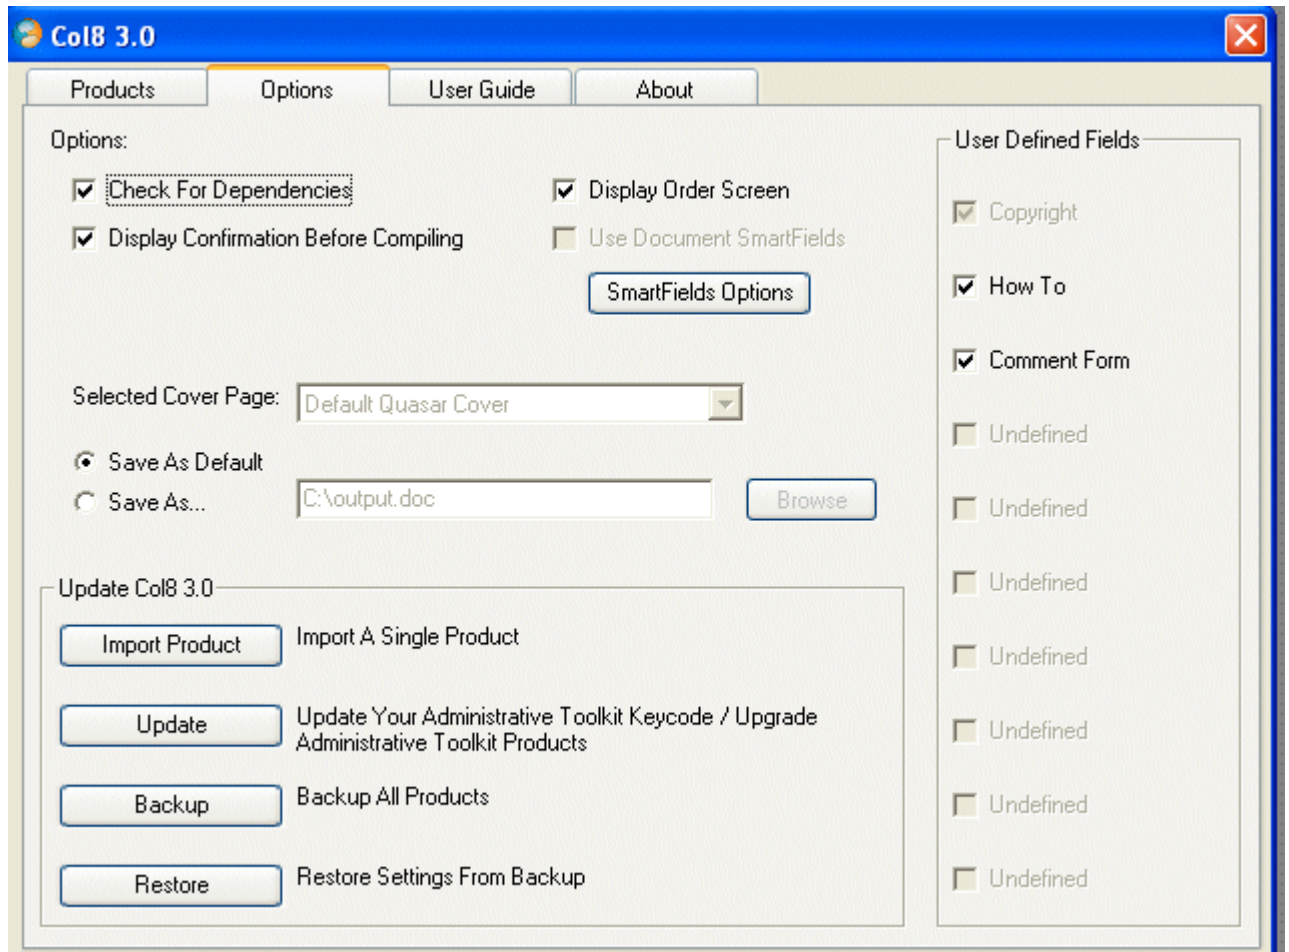 Col8 3.0
Products
Options
User Guide
About
Options:
Check For Dependencies
Display Order Screen
Display Confirmation Before Compiling
Use Document SmartFields
SmartFields Options
Selected Cover Page:
Default Quasar Cover
Save As Default
Save As...
C:\output.doc
Browse
Update Col8 3.0
Import Product
Import A Single Product
Update
Update Your Administrative Toolkit Keycode / Upgrade
Administrative Toolkit Products
Backup
Backup All Products
Restore
Restore Settings From Backup
User Defined Fields
Copyright
How To
Comment Form
Undefined
Undefined
Undefined
Undefined
Undefined
Undefined
Undefined